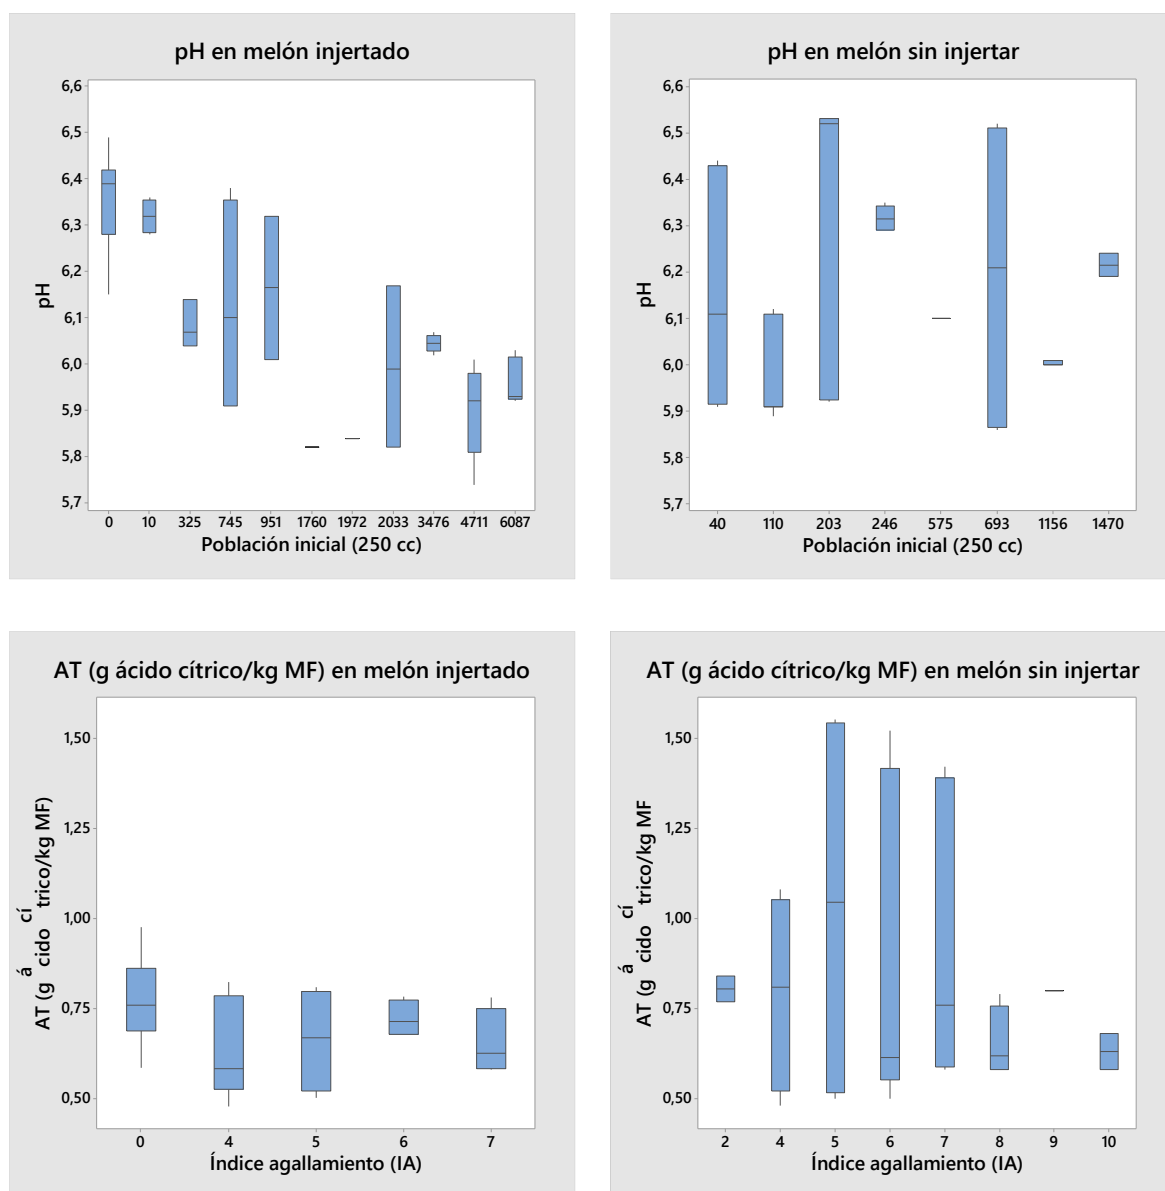 pH en melón injertado
6,6
6,5
6,4
6,3
6,2
6,1
6,0
5,9
5,8
5,7
pH
0 10 325 745 951 1760 1972 2033 3476 4711 6087
Población inicial (250 cc)
pH en melón sin injertar
6,6
6,5
6,4
6,3
6,2
6,1
6,0
5,9
5,8
5,7
pH
40 110 203 246 575 693 1156 1470
Población inicial (250 cc)
AT (g ácido cítrico/kg MF) en melón injertado
1,50
1,25
1,00
0,75
0,50
AT (g ácido cítrico/kg MF)
0 4 5 6 7
Índice agallamiento (IA)
AT (g ácido cítrico/kg MF) en melón sin injertar
1,50
1,25
1,00
0,75
0,50
AT (g ácido cítrico/kg MF
2 4 5 6 7 8 9 10
Índice agallamiento (IA)